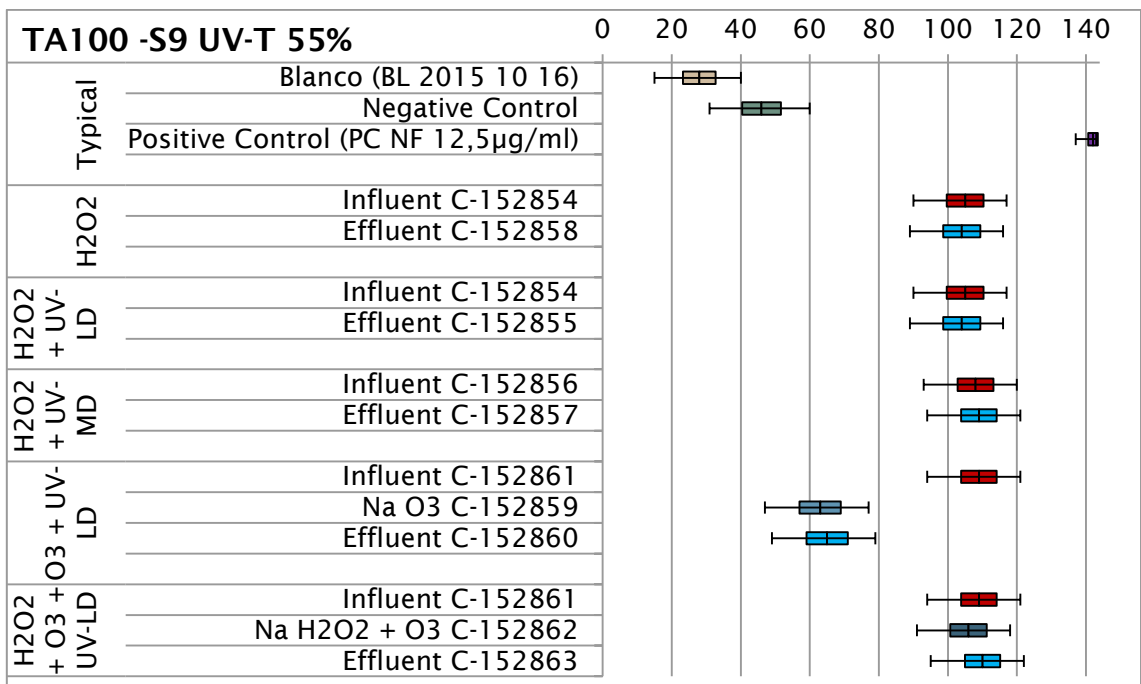 TA100 -S9 UV-T 55%
0 20 40 60 80 100 120 140
Typical
Blanco (BL 2015 10 16)
Negative Control
Positive Control (PC NF 12,5µg/ml)
H2O2
Influent C-152854
Effluent C-152858
H2O2
+ UV-
LD
Influent C-152854
Effluent C-152855
H2O2
+ UV-
MD
Influent C-152856
Effluent C-152857
O3 + UV-
LD
Influent C-152861
Na O3 C-152859
Effluent C-152860
H2O2
+ O3 +
UV-LD
Influent C-152861
Na H2O2 + O3 C-152862
Effluent C-152863